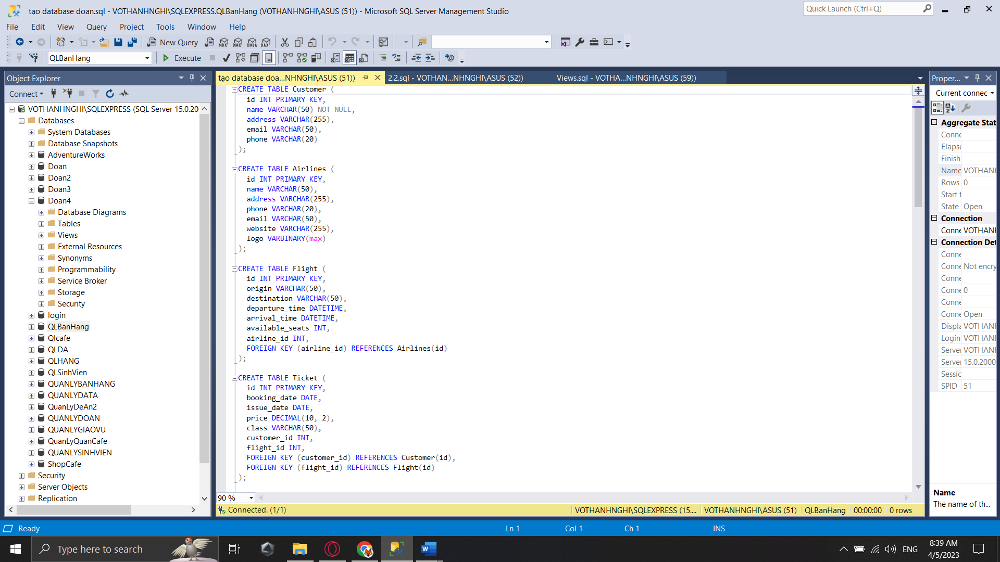 tạo database doan.sql - VOTHANHNGHI\SQLEXPRESS.QLBanHang (VOTHANHNGHI\ASUS (51)) - Microsoft SQL Server Management Studio
Quick Launch (Ctrl+Q)
File Edit View Query Project Tools Window Help
New Query
MDX DMX XMLA DAX
QLBanHang
Execute
Object Explorer
Connect
VOTHANHNGHI\SQLEXPRESS (SQL Server 15.0.20
Databases
System Databases
Database Snapshots
AdventureWorks
Doan
Doan2
Doan3
Doan4
Database Diagrams
Tables
Views
External Resources
Synonyms
Programmability
Service Broker
Storage
Security
login
QLBanHang
Qlcafe
QLDA
QLHANG
QLSinhVien
QUANLYBANHANG
QUANLYDATA
QuanLyDeAn2
QUANLYDOAN
QUANLYGIAOVU
QuanLyQuanCafe
QUANLYSINHVIEN
ShopCafe
Security
Server Objects
Replication
tạo database doa...NHNGHI\ASUS (51))
2.2.sql - VOTHAN...NHNGHI\ASUS (52))
Views.sql - VOTHA...NHNGHI\ASUS (59))
CREATE TABLE Customer (
id INT PRIMARY KEY,
name VARCHAR(50) NOT NULL,
address VARCHAR(255),
email VARCHAR(50),
phone VARCHAR(20)
);
CREATE TABLE Airlines (
id INT PRIMARY KEY,
name VARCHAR(50),
address VARCHAR(255),
phone VARCHAR(20),
email VARCHAR(50),
website VARCHAR(255),
logo VARBINARY(max)
);
CREATE TABLE Flight (
id INT PRIMARY KEY,
origin VARCHAR(50),
destination VARCHAR(50),
departure_time DATETIME,
arrival_time DATETIME,
available_seats INT,
airline_id INT,
FOREIGN KEY (airline_id) REFERENCES Airlines(id)
);
CREATE TABLE Ticket (
id INT PRIMARY KEY,
booking_date DATE,
issue_date DATE,
price DECIMAL(10, 2),
class VARCHAR(50),
customer_id INT,
flight_id INT,
FOREIGN KEY (customer_id) REFERENCES Customer(id),
FOREIGN KEY (flight_id) REFERENCES Flight(id)
);
90 %
Connected. (1/1)
VOTHANHNGHI\SQLEXPRESS (15....
VOTHANHNGHI\ASUS (51)
QLBanHang
00:00:00
0 rows
Proper...
Current connec
Aggregate Stat
Conne
Elapse
Finish
Name VOTHANH
Rows 0
Start t
State Open
Connection
Conne VOTHANH
Connection Det
Conne
Conne Not encry
Conne
Conne 0
Conne
Conne Open
Displa VOTHANH
Login VOTHANH
Server VOTHANH
Server 15.0.2000
Sessic
SPID 51
Name
The name of th...
Ready
Ln 1
Col 1
Ch 1
INS
Type here to search
ENG
8:39 AM
4/5/2023